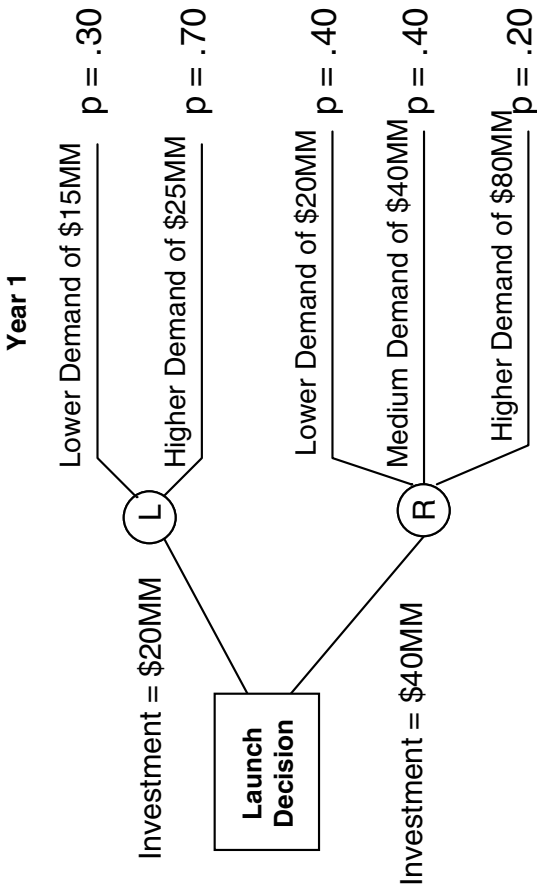 Year 1
Lower Demand of $15MM
p = .30
Investment = $20MM
L
Higher Demand of $25MM
p = .70
Launch
Decision
Lower Demand of $20MM
p = .40
Investment = $40MM
R
Medium Demand of $40MM
p = .40
Higher Demand of $80MM
p = .20